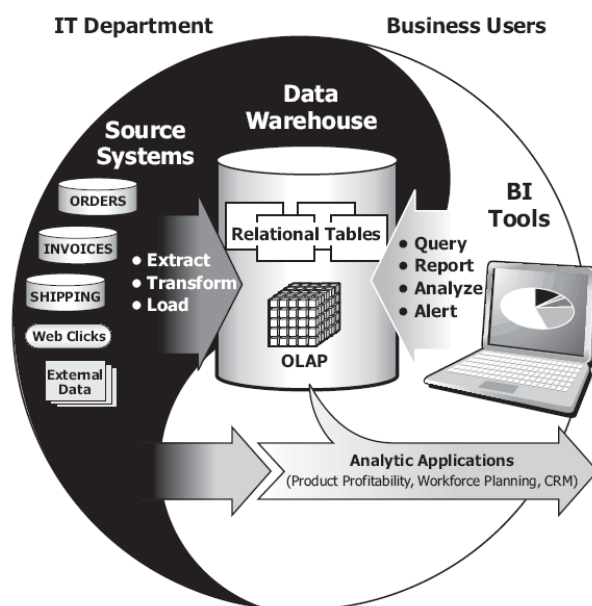 IT Department
Business Users
Data
Warehouse
Source
Systems
ORDERS
INVOICES
SHIPPING
Web Clicks
External
Data
• Extract
• Transform
• Load
Relational Tables
OLAP
BI
Tools
• Query
• Report
• Analyze
• Alert
Analytic Applications
(Product Profitability, Workforce Planning, CRM)